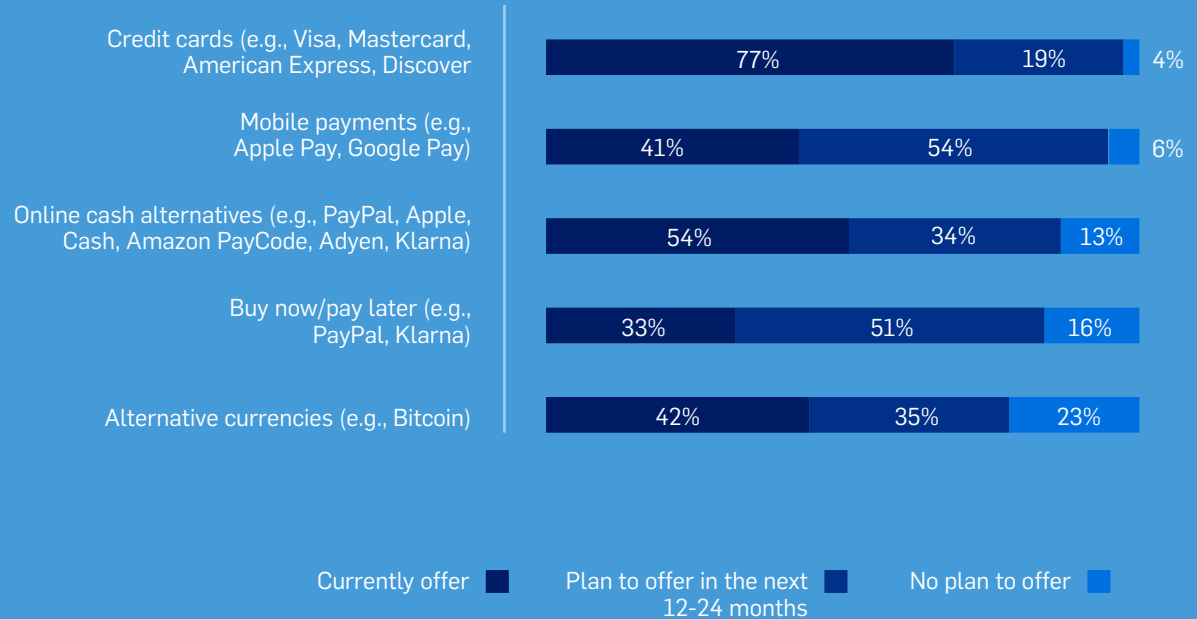 Credit cards (e.g., Visa, Mastercard,
American Express, Discover
77%
19%
4%
Mobile payments (e.g.,
Apple Pay, Google Pay)
41%
54%
6%
Online cash alternatives (e.g., PayPal, Apple,
Cash, Amazon PayCode, Adyen, Klarna)
54%
34%
13%
Buy now/pay later (e.g.,
PayPal, Klarna)
33%
51%
16%
Alternative currencies (e.g., Bitcoin)
42%
35%
23%
Currently offer
Plan to offer in the next
12-24 months
No plan to offer